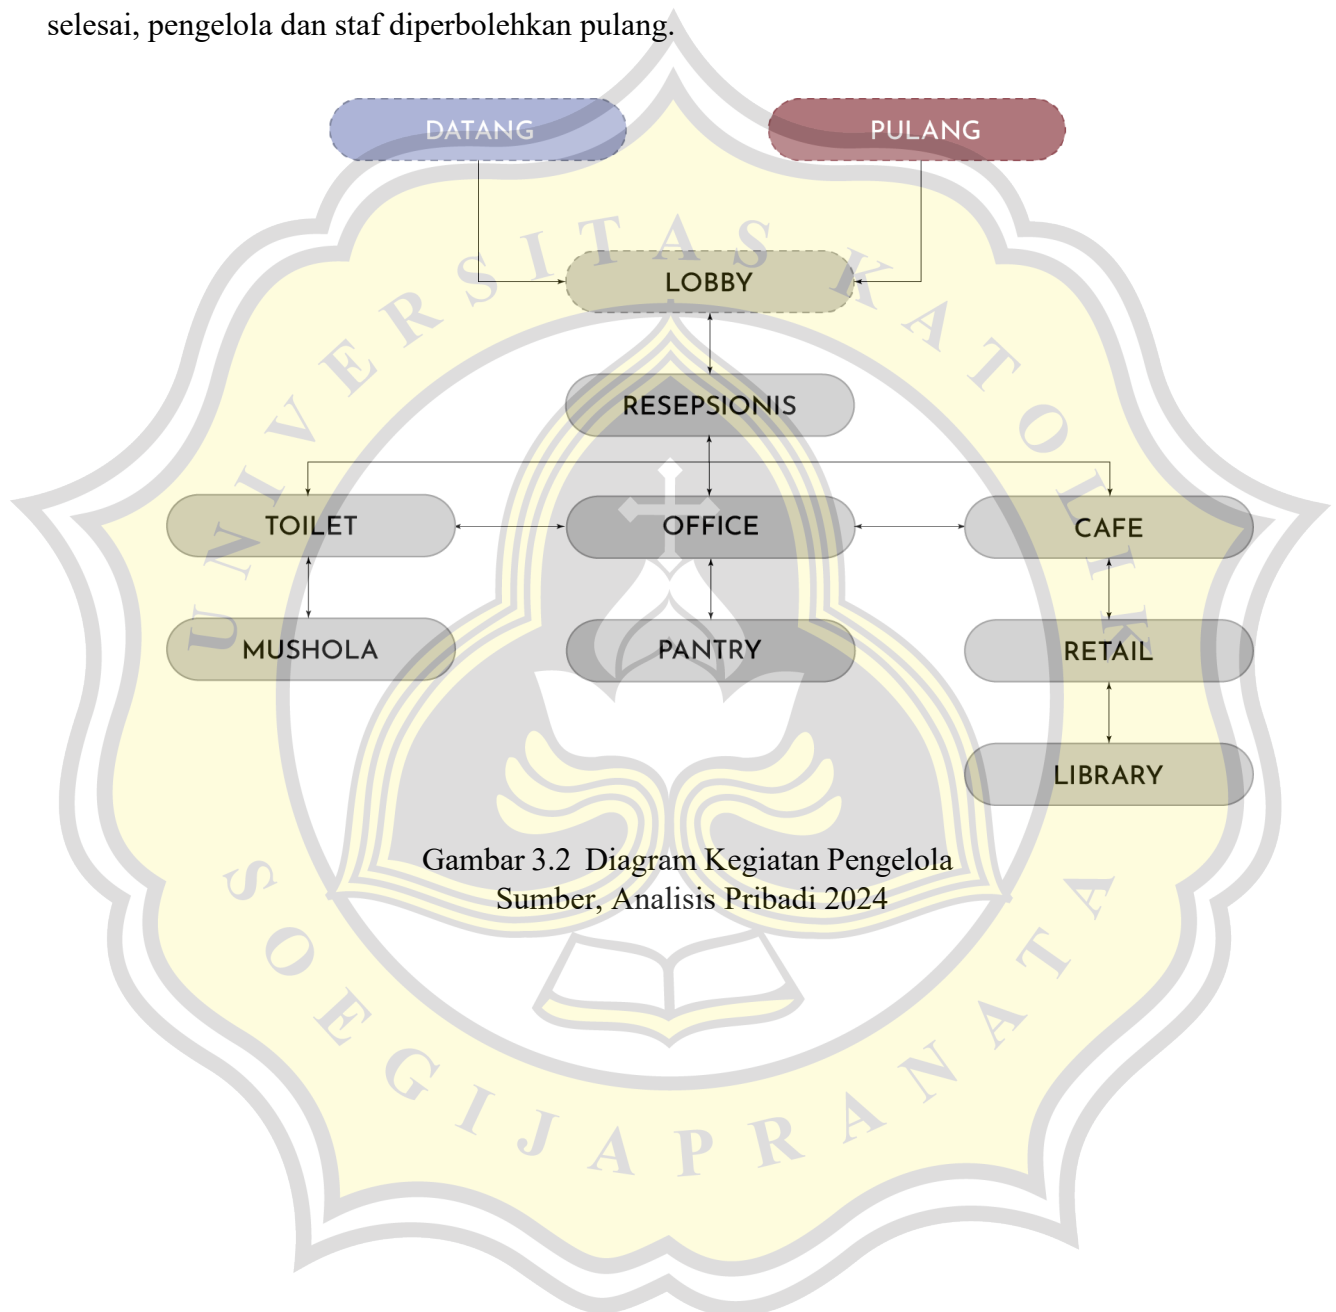 selesai, pengelola dan staf diperbolehkan pulang.
DATANG
PULANG
LOBBY
RESEPSIONIS
TOILET
OFFICE
CAFE
MUSHOLA
PANTRY
RETAIL
LIBRARY
Gambar 3.2  Diagram Kegiatan Pengelola
Sumber, Analisis Pribadi 2024
UNIVERSITAS KATOLIK
SOEGIJAPRANATA